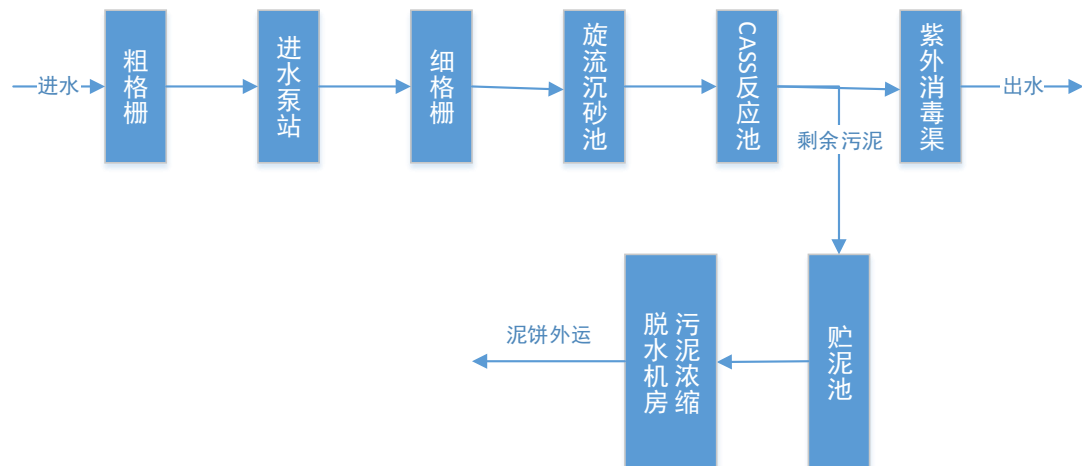 进水
粗格栅
进水泵站
细格栅
旋流沉砂池
CASS反应池
紫外消毒渠
出水
剩余污泥
泥饼外运
污泥浓缩
脱水机房
贮泥池